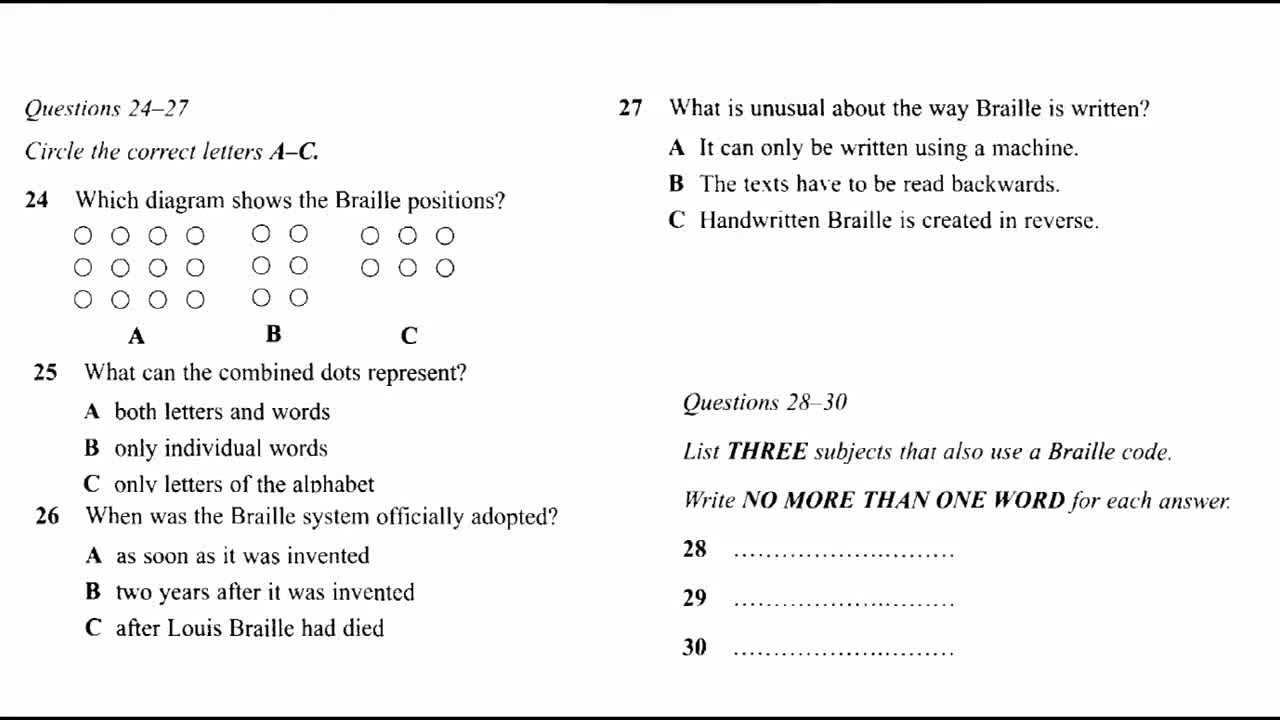 Questions 24–27
Circle the correct letters A–C.
24 Which diagram shows the Braille positions?
A B C
25 What can the combined dots represent?
A both letters and words
B only individual words
C only letters of the alphabet
26 When was the Braille system officially adopted?
A as soon as it was invented
B two years after it was invented
C after Louis Braille had died
27 What is unusual about the way Braille is written?
A It can only be written using a machine.
B The texts have to be read backwards.
C Handwritten Braille is created in reverse.
Questions 28–30
List THREE subjects that also use a Braille code.
Write NO MORE THAN ONE WORD for each answer.
28 ............................
29 ............................
30 ............................